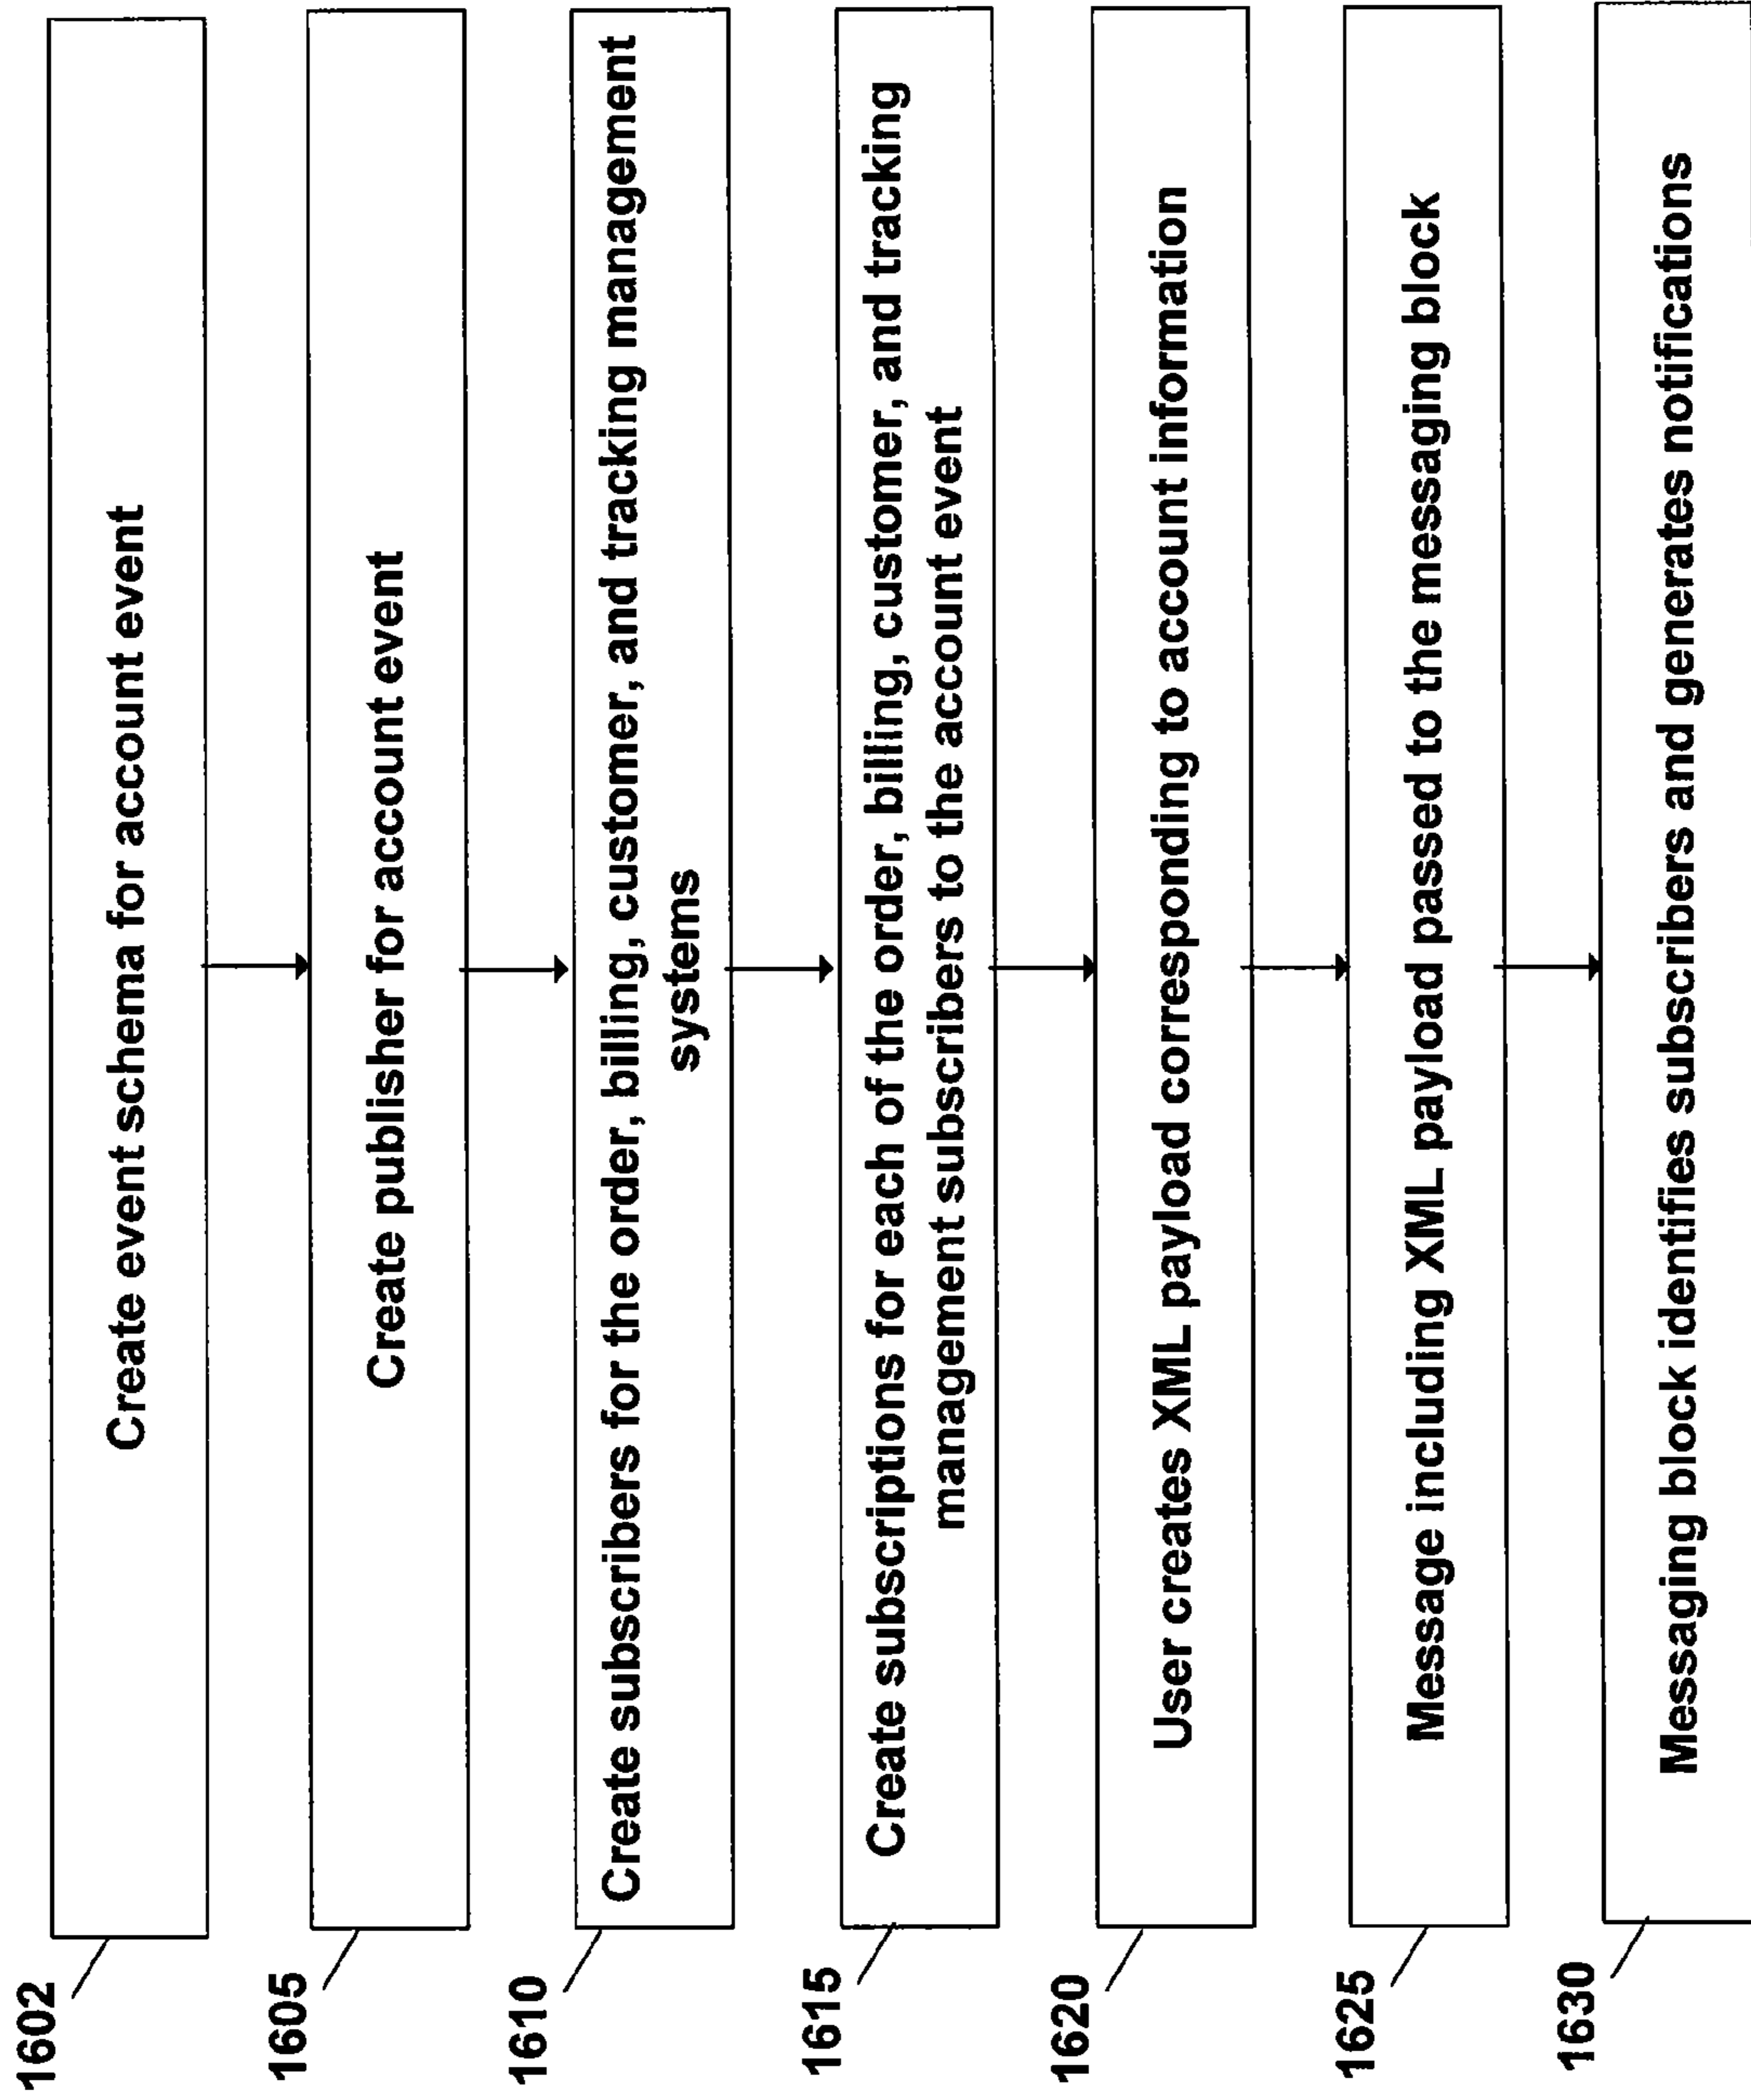 1602
Create event schema for account event
1605
Create publisher for account event
1610
Create subscribers for the order, billing, customer, and tracking management
systems
1615
Create subscriptions for each of the order, billing, customer, and tracking
management subscribers to the account event
1620
User creates XML payload corresponding to account information
1625
Message including XML payload passed to the messaging block
1630
Messaging block identifies subscribers and generates notifications